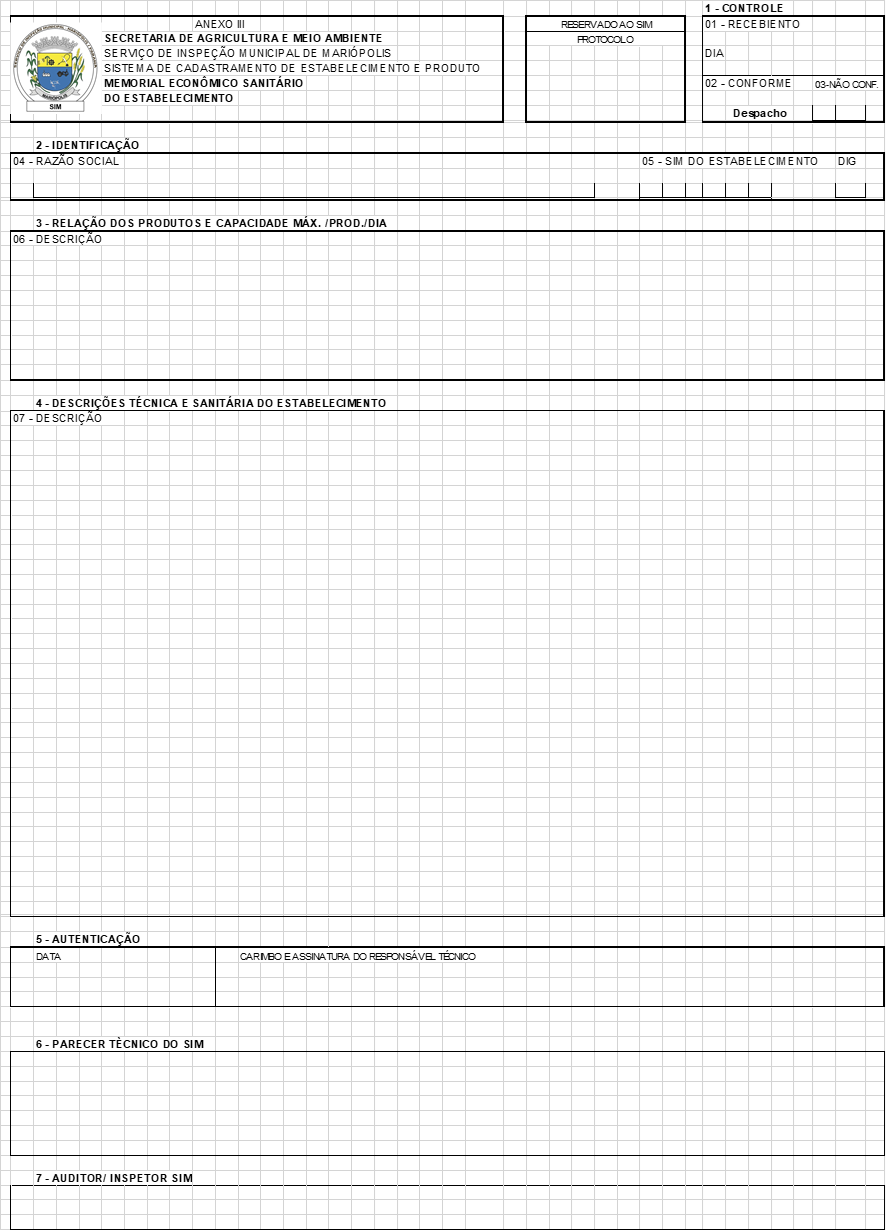 1 - CONTROLE
ANEXO III
SECRETARIA DE AGRICULTURA E MEIO AMBIENTE
SERVIÇO DE INSPEÇÃO MUNICIPAL DE MARIÓPOLIS
SISTEMA DE CADASTRAMENTO DE ESTABELECIMENTO E PRODUTO
MEMORIAL ECONÔMICO SANITÁRIO
DO ESTABELECIMENTO
MARIÓPOLIS
SIM
RESERVADO AO SIM
PROTOCOLO
01 - RECEBIENTO
DIA
02 - CONFORME
03-NÃO CONF.
Despacho
2 - IDENTIFICAÇÃO
04 - RAZÃO SOCIAL
05 - SIM DO ESTABELECIMENTO
DIG
3 - RELAÇÃO DOS PRODUTOS E CAPACIDADE MÁX. /PROD./DIA
06 - DESCRIÇÃO
4 - DESCRIÇÕES TÉCNICA E SANITÁRIA DO ESTABELECIMENTO
07 - DESCRIÇÃO
5 - AUTENTICAÇÃO
DATA
CARIMBO E ASSINATURA DO RESPONSÁVEL TÉCNICO
6 - PARECER TÈCNICO DO SIM
7 - AUDITOR/ INSPETOR SIM